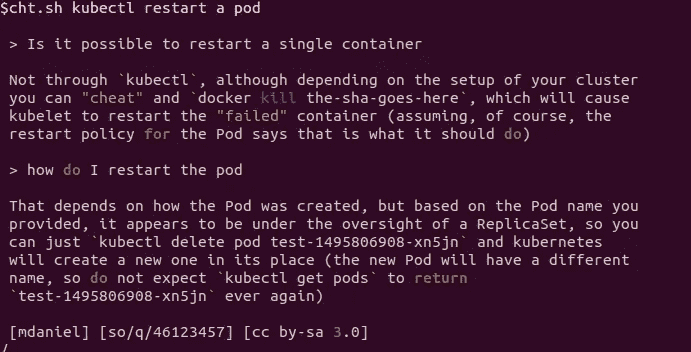 $cht.sh kubectl restart a pod
> Is it possible to restart a single container
Not through `kubectl`, although depending on the setup of your cluster
you can "cheat" and `docker kill the-sha-goes-here`, which will cause
kubelet to restart the "failed" container (assuming, of course, the
restart policy for the Pod says that is what it should do)
> how do I restart the pod
That depends on how the Pod was created, but based on the Pod name you
provided, it appears to be under the oversight of a ReplicaSet, so you
can just `kubectl delete pod test-1495806908-xn5jn` and kubernetes
will create a new one in its place (the new Pod will have a different
name, so do not expect `kubectl get pods` to return
`test-1495806908-xn5jn` ever again)
[mdaniel] [so/q/46123457] [cc by-sa 3.0]
/